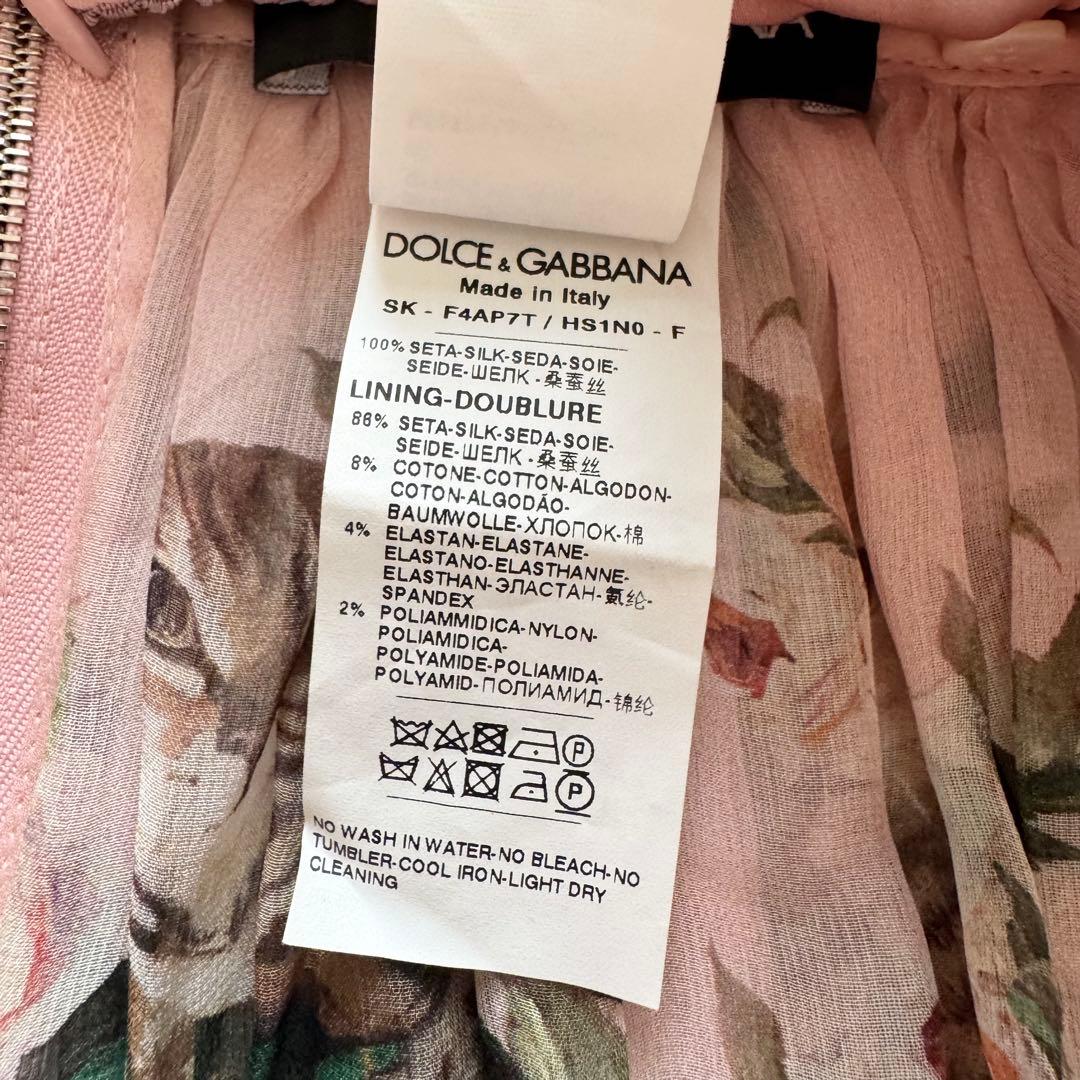 DOLCE & GABBANA
Made in Italy
SK - F4AP7T / HS1N0 - F
100% SETA-SILK-SEDA-SOIE-
SEIDE-ШЕЛК-桑蚕丝
LINING-DOUBLURE
86% SETA-SILK-SEDA-SOIE-
SEIDE-ШЕЛК-桑蚕丝
8% COTONE-COTTON-ALGODON-
COTON-ALGODÃO-
BAUMWOLLE-ХЛОПОК-棉
4% ELASTAN-ELASTANE-
ELASTANO-ELASTHANNE-
ELASTHAN-ЭЛАСТАН-氨纶-
SPANDEX
2% POLIAMMIDICA-NYLON-
POLIAMIDICA-
POLYAMIDE-POLIAMIDA-
POLYAMID-ПОЛИАМИД-锦纶
P
P
NO WASH IN WATER-NO BLEACH-NO
TUMBLER-COOL IRON-LIGHT DRY
CLEANING